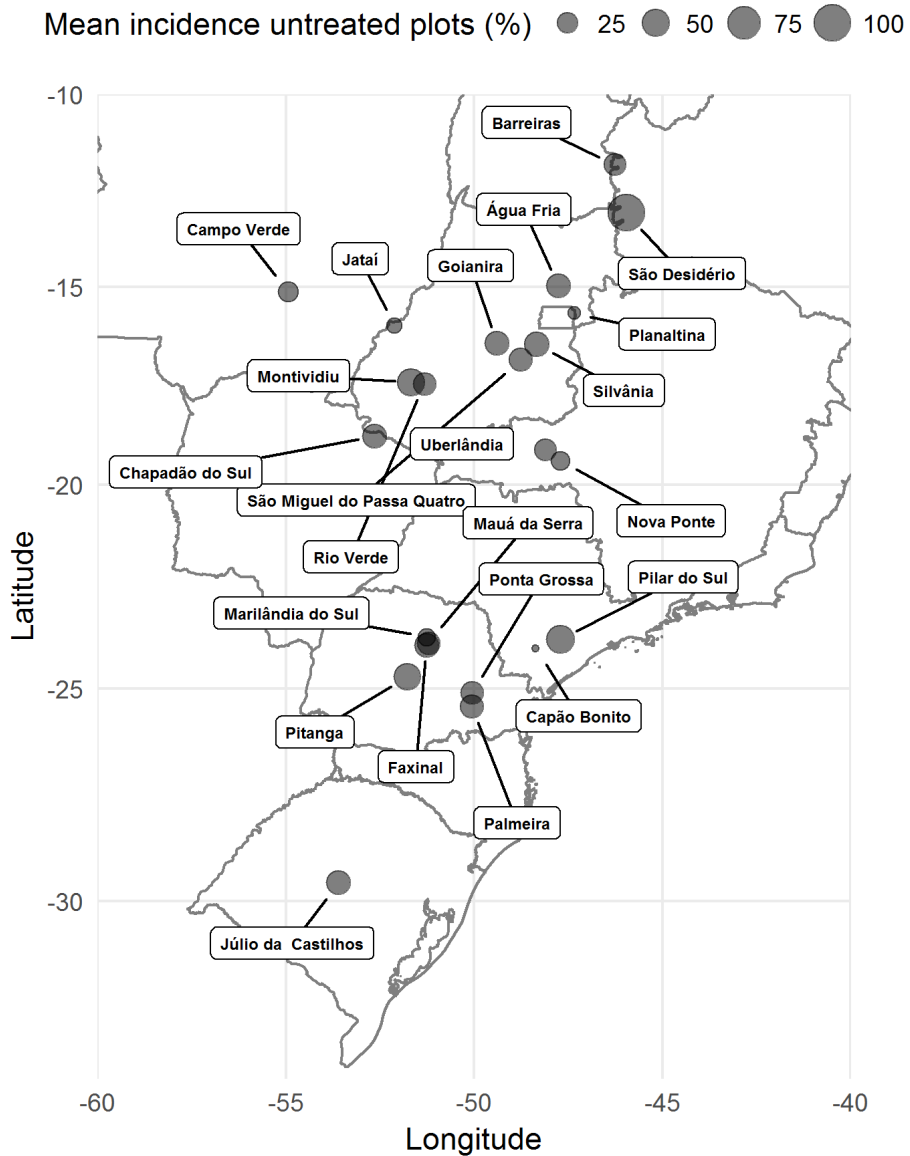 Mean incidence untreated plots (%) 25 50 75 100
-10
Barreiras
Água Fria
Campo Verde
Jataí
Goianira
São Desidério
-15
Planaltina
Montividiu
Silvânia
Uberlândia
Chapadão do Sul
-20
São Miguel do Passa Quatro
Nova Ponte
Mauá da Serra
Rio Verde
Ponta Grossa
Pilar do Sul
Marilândia do Sul
-25
Capão Bonito
Pitanga
Faxinal
Palmeira
-30
Júlio da  Castilhos
Latitude
-60 -55 -50 -45 -40
Longitude